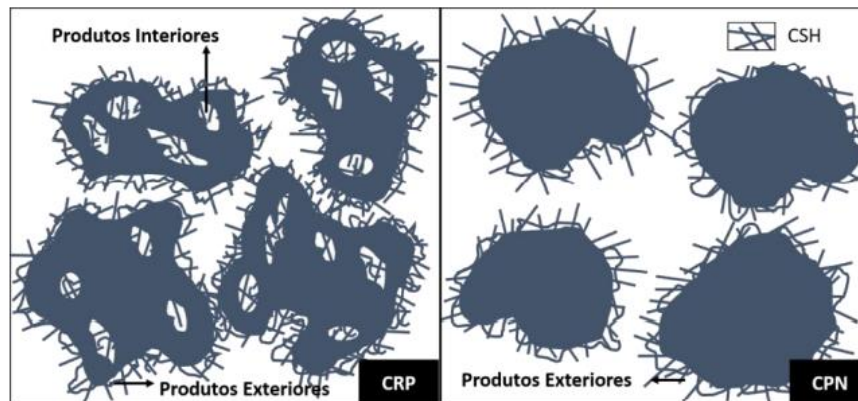 Produtos Interiores
CSH
Produtos Exteriores
CRP
Produtos Exteriores
CPN